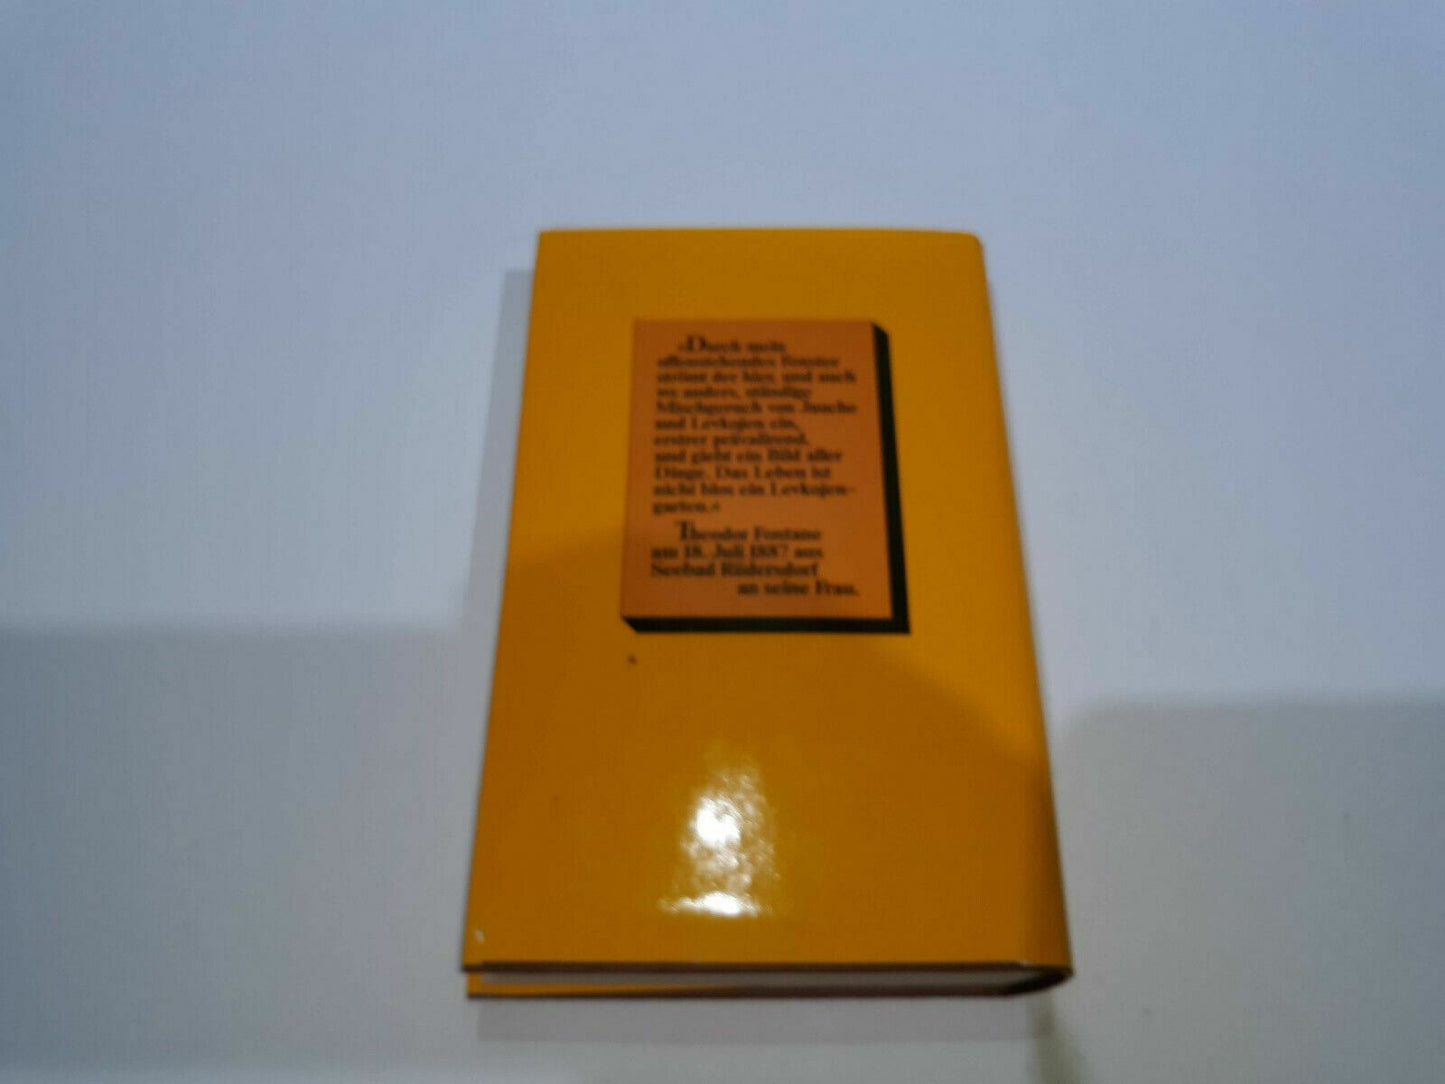 »Durch mein
offenstehendes Fenster
strömt der hier, und auch
wo anders, ständige
Mischgeruch von Jauche
und Levkojen ein,
erstrer prävalirend,
und giebt ein Bild aller
Dinge. Das Leben ist
nicht blos ein Levkojen-
garten.«
Theodor Fontane
am 18. Juli 1887 aus
Seebad Rüdersdorf
an seine Frau.